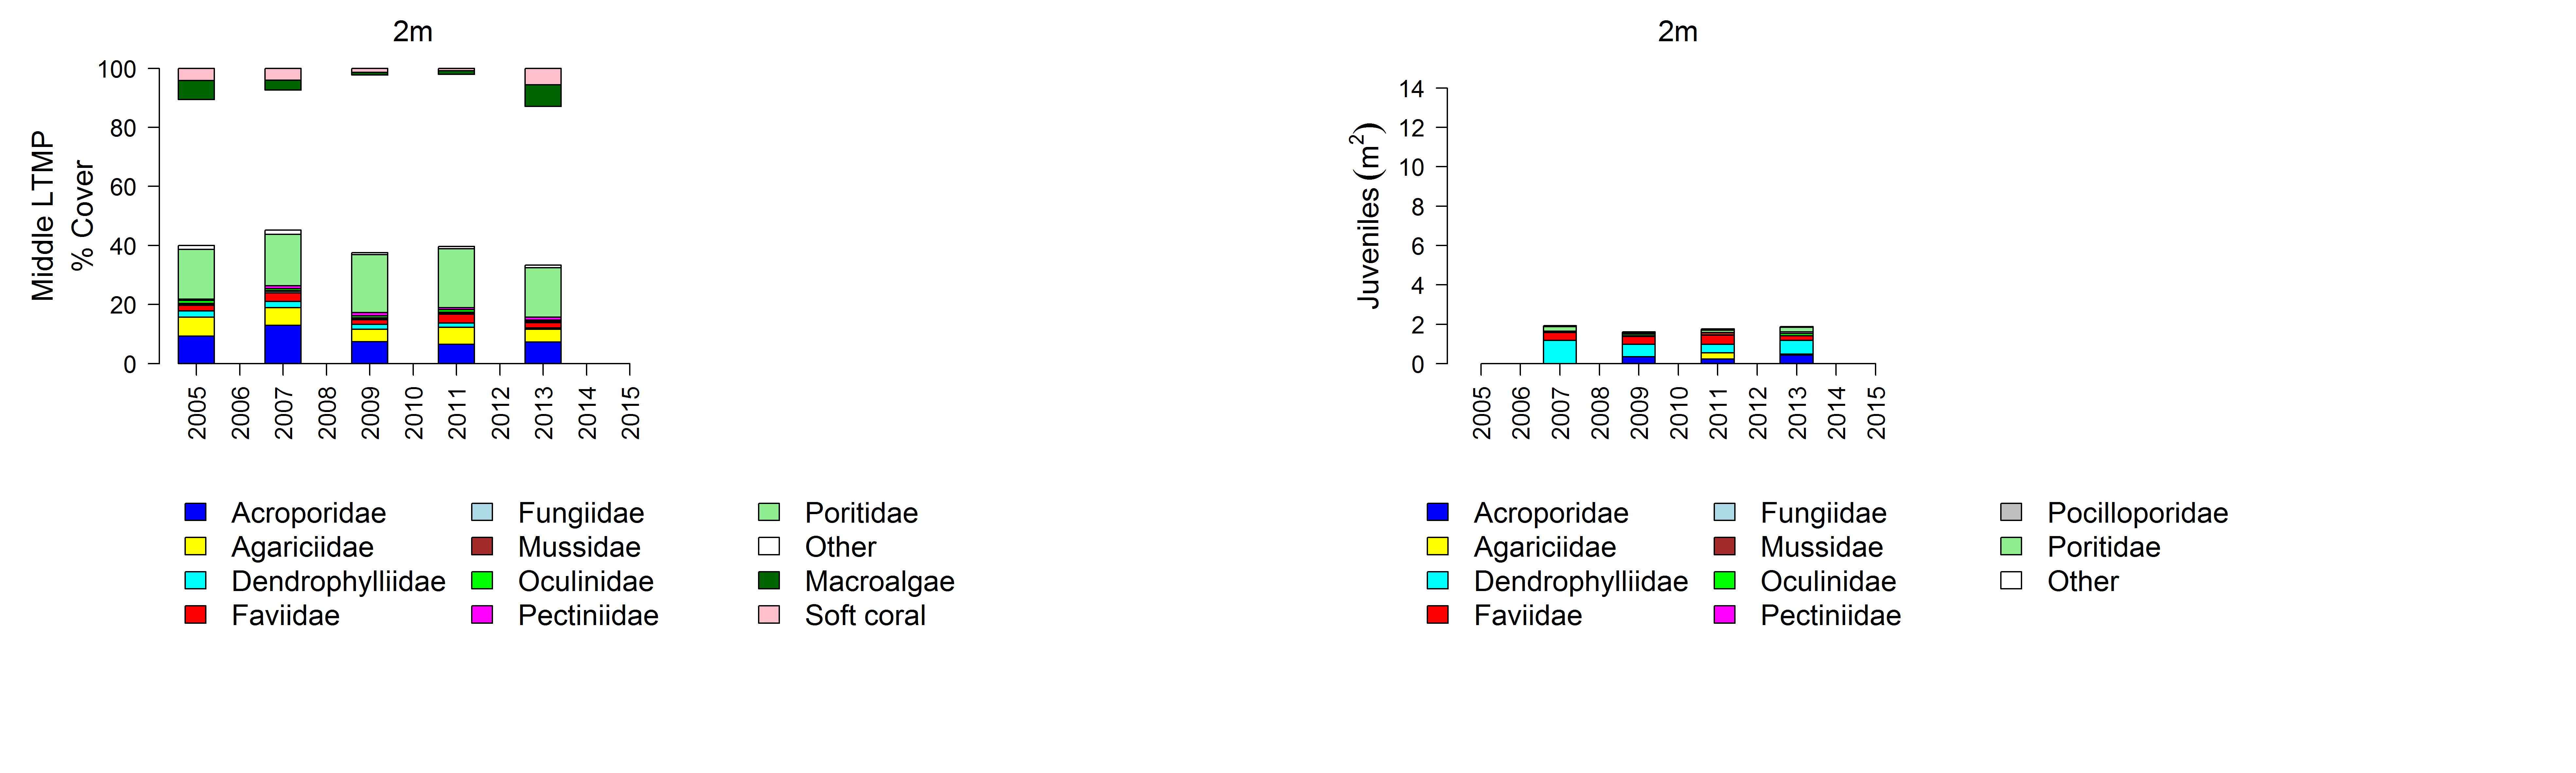 2m
Middle LTMP
% Cover
100
80
60
40
20
0
2005
2006
2007
2008
2009
2010
2011
2012
2013
2014
2015
Acroporidae
Agariciidae
Dendrophylliidae
Faviidae
Fungiidae
Mussidae
Oculinidae
Pectiniidae
Poritidae
Other
Macroalgae
Soft coral
2m
Juveniles (m²)
14
12
10
8
6
4
2
0
2005
2006
2007
2008
2009
2010
2011
2012
2013
2014
2015
Acroporidae
Agariciidae
Dendrophylliidae
Faviidae
Fungiidae
Mussidae
Oculinidae
Pectiniidae
Pocilloporidae
Poritidae
Other